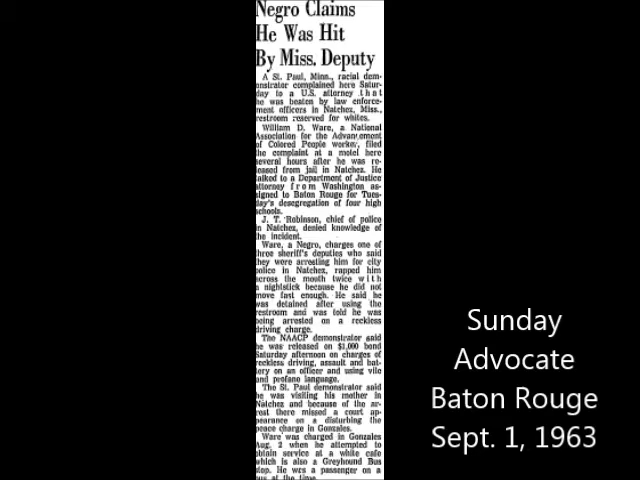 Negro Claims
He Was Hit
By Miss. Deputy
A St. Paul, Minn., racial dem-
onstrator complained here Satur-
day to a U.S. attorney that
he was beaten by law enforce-
ment officers in Natchez, Miss.,
restroom reserved for whites.
William D. Ware, a National
Association for the Advancement
of Colored People worker, filed
the complaint at a motel here
several hours after he was re-
leased from jail in Natchez. He
talked to a Department of Justice
attorney from Washington as-
signed to Baton Rouge for Tues-
day's desegregation of four high
schools.
J. T. Robinson, chief of police
in Natchez, denied knowledge of
the incident.
Ware, a Negro, charges one of
three sheriff's deputies who said
they were arresting him for city
police in Natchez, rapped him
across the mouth twice with
a nightstick because he did not
move fast enough. He said he
was detained after using the
restroom and was told he was
being arrested on a reckless
driving charge.
The NAACP demonstrator said
he was released on $1,000 bond
Saturday afternoon on charges of
reckless driving, assault and bat-
tery on an officer and using vile
and profane language.
The St. Paul demonstrator said
he was visiting his mother in
Natchez and because of the ar-
rest there missed a court ap-
pearance on a disturbing the
peace charge in Gonzales.
Ware was charged in Gonzales
Aug. 2 when he attempted to
obtain service at a white cafe
which is also a Greyhound Bus
stop. He was a passenger on a
bus at the time.
Sunday
Advocate
Baton Rouge
Sept. 1, 1963